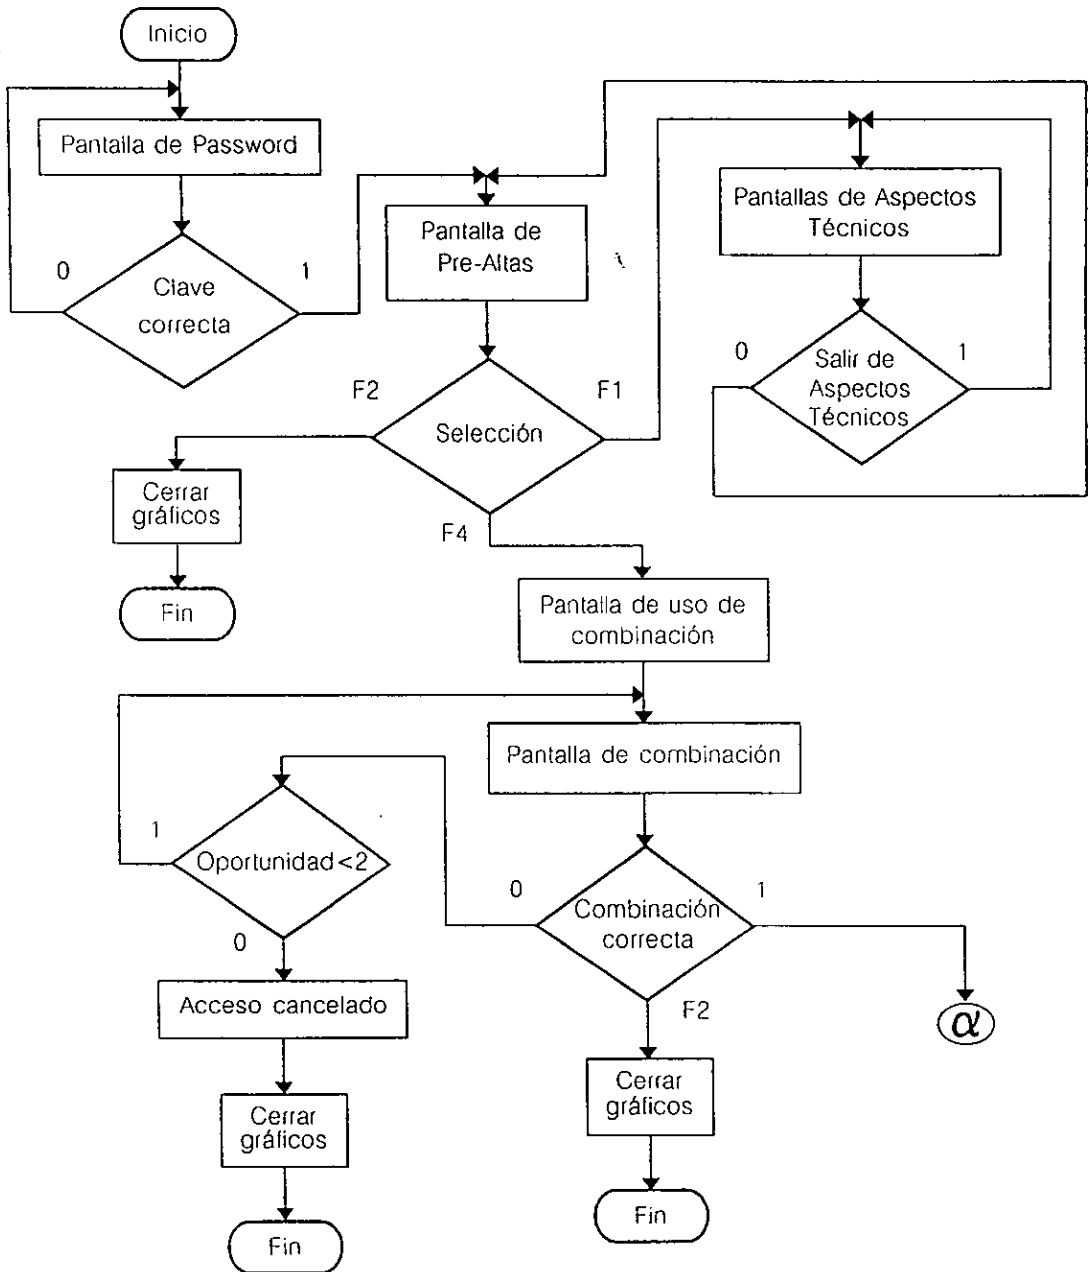 Inicio
Pantalla de Password
0
1
Clave
correcta
Pantalla de
Pre-Altas
Pantallas de Aspectos
Técnicos
0
1
Salir de
Aspectos
Técnicos
F2
F1
Selección
F4
Cerrar
gráficos
Fin
Pantalla de uso de
combinación
Pantalla de combinación
1
Oportunidad<2
0
0
1
Combinación
correcta
F2
α
Acceso cancelado
Cerrar
gráficos
Fin
Cerrar
gráficos
Fin